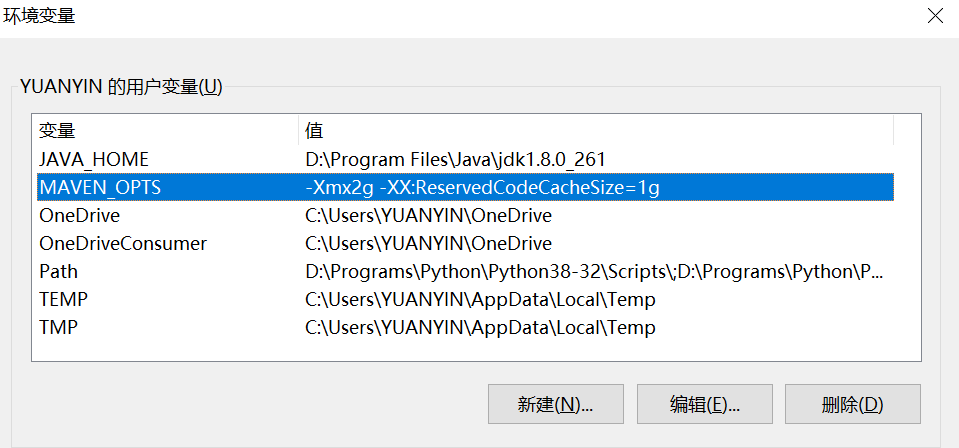 环境变量
YUANYIN 的用户变量(U)
变量 值
JAVA_HOME D:\Program Files\Java\jdk1.8.0_261
MAVEN_OPTS -Xmx2g -XX:ReservedCodeCacheSize=1g
OneDrive C:\Users\YUANYIN\OneDrive
OneDriveConsumer C:\Users\YUANYIN\OneDrive
Path D:\Programs\Python\Python38-32\Scripts\;D:\Programs\Python\P...
TEMP C:\Users\YUANYIN\AppData\Local\Temp
TMP C:\Users\YUANYIN\AppData\Local\Temp
新建(N)... 编辑(E)... 删除(D)